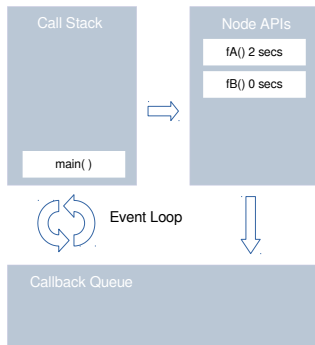 Call Stack
Node APIs
fA() 2 secs
fB() 0 secs
main( )
Event Loop
Callback Queue